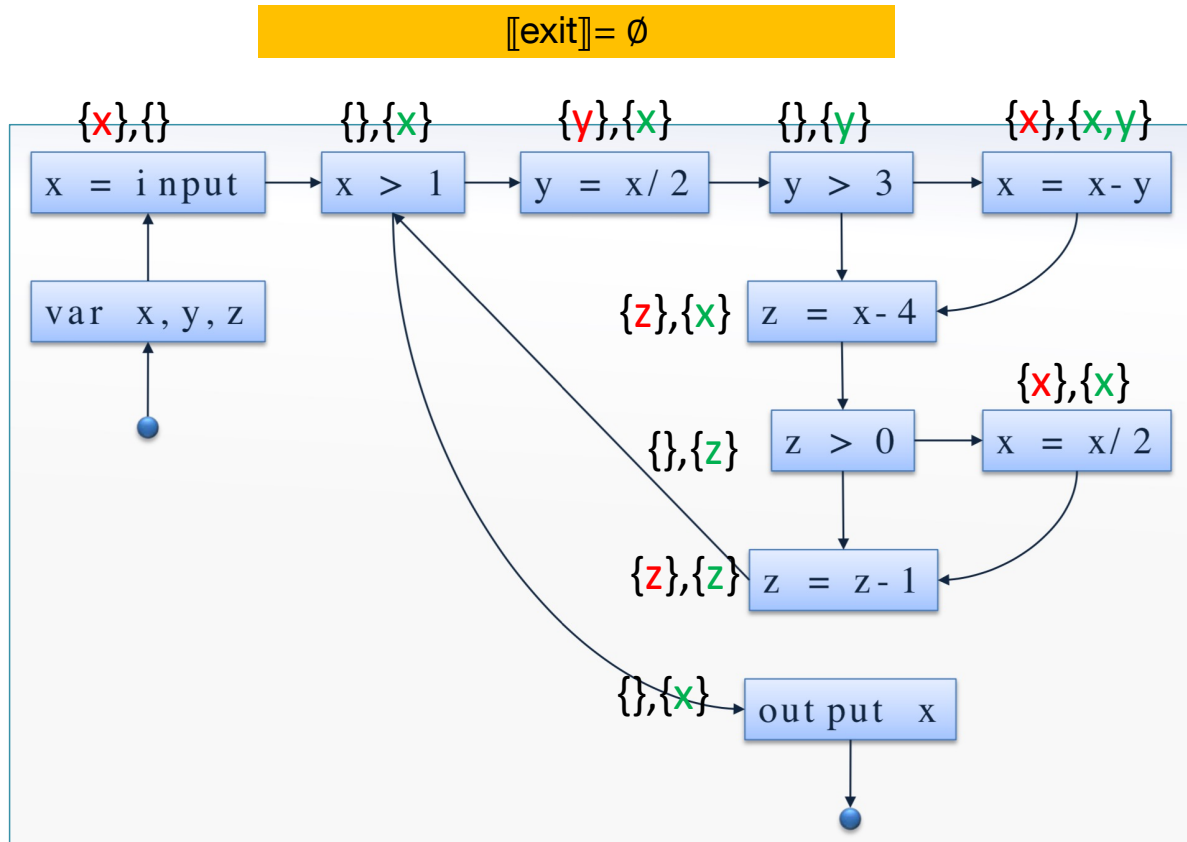 ⟦exit⟧= ∅
{x},{}
{},{x}
{y},{x}
{},{y}
{x},{x,y}
x = input
x > 1
y = x/2
y > 3
x = x-y
var x,y,z
{z},{x}
z = x-4
{x},{x}
{},{z}
z > 0
x = x/2
{z},{z}
z = z-1
{},{x}
output x